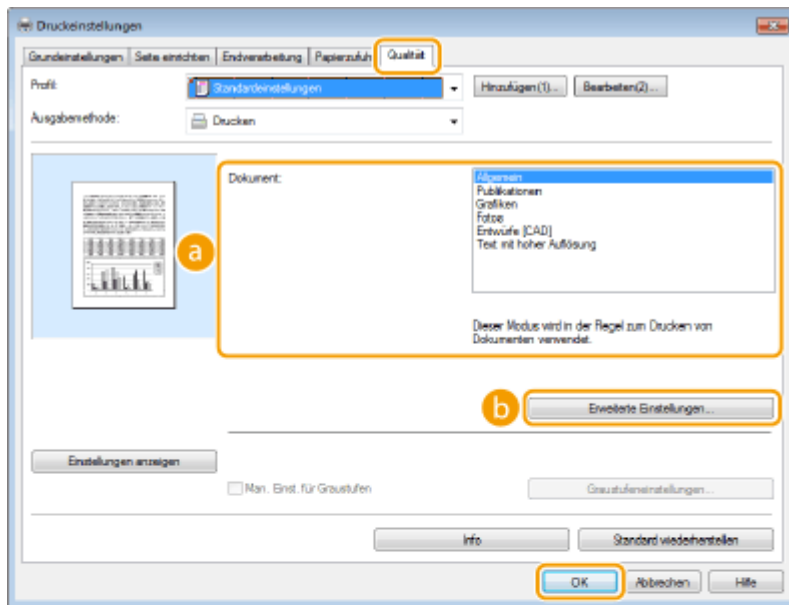 Druckeinstellungen
Grundeinstellungen Seite einrichten Endverarbeitung Papierzufuhr Qualität
Profil: Standardeinstellungen Hinzufügen(1)... Bearbeiten(2)...
Ausgabemethode: Drucken
Dokument:
Allgemein
Publikationen
Grafiken
Fotos
Entwürfe [CAD]
Text mit hoher Auflösung
a
Dieser Modus wird in der Regel zum Drucken von
Dokumenten verwendet.
b Erweiterte Einstellungen...
Einstellungen anzeigen
Man. Einst. für Graustufen Graustufeneinstellungen...
Info Standard wiederherstellen
OK Abbrechen Hilfe